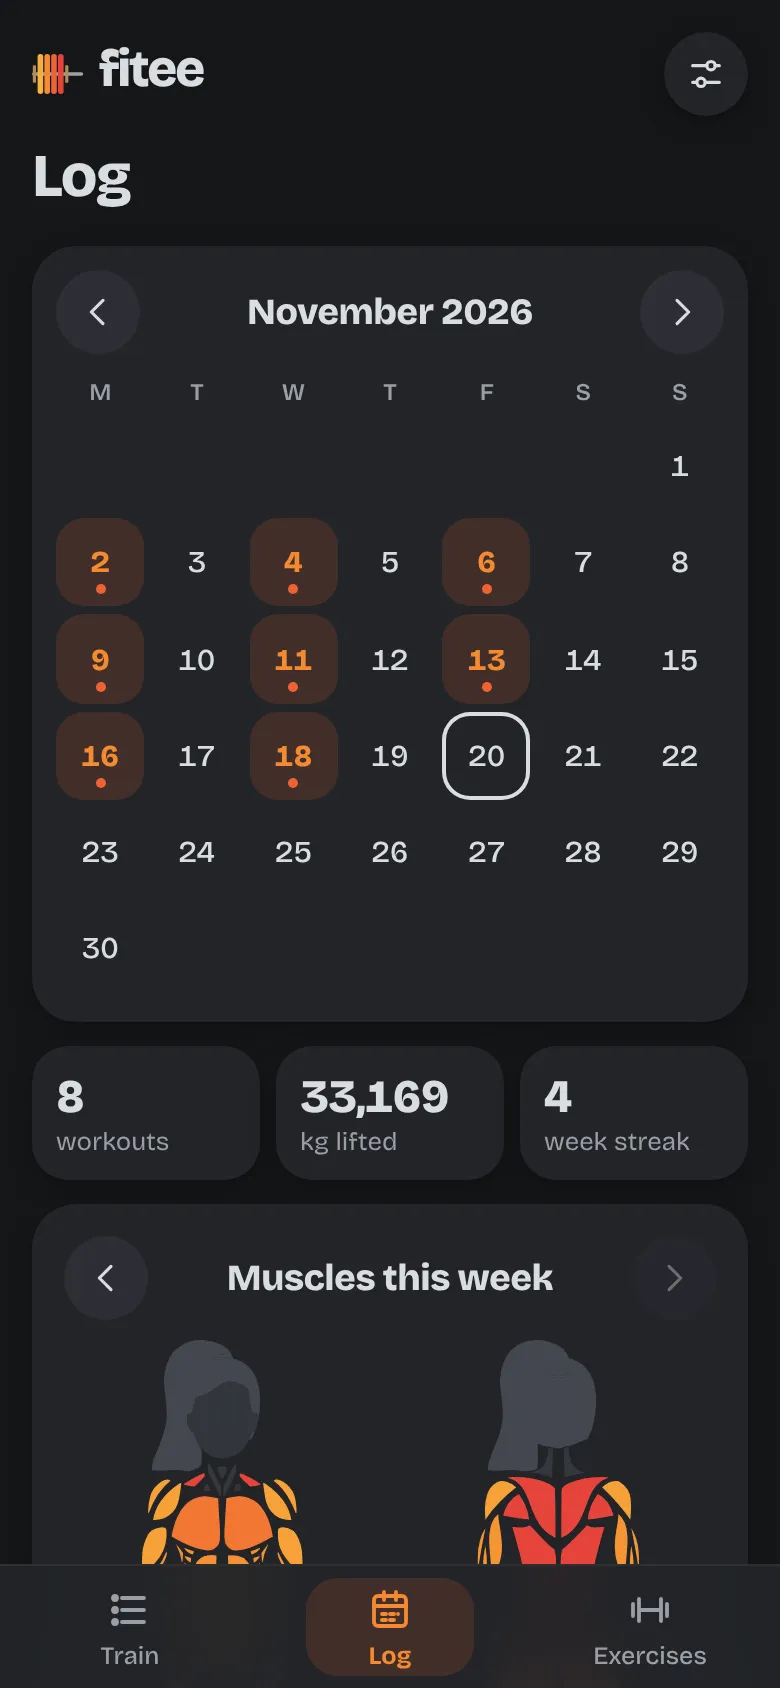 fitee
Log
November 2026
M T W T F S S
1
2 3 4 5 6 7 8
9 10 11 12 13 14 15
16 17 18 19 20 21 22
23 24 25 26 27 28 29
30
8 33,169 4
workouts kg lifted week streak
Muscles this week
Train Log Exercises